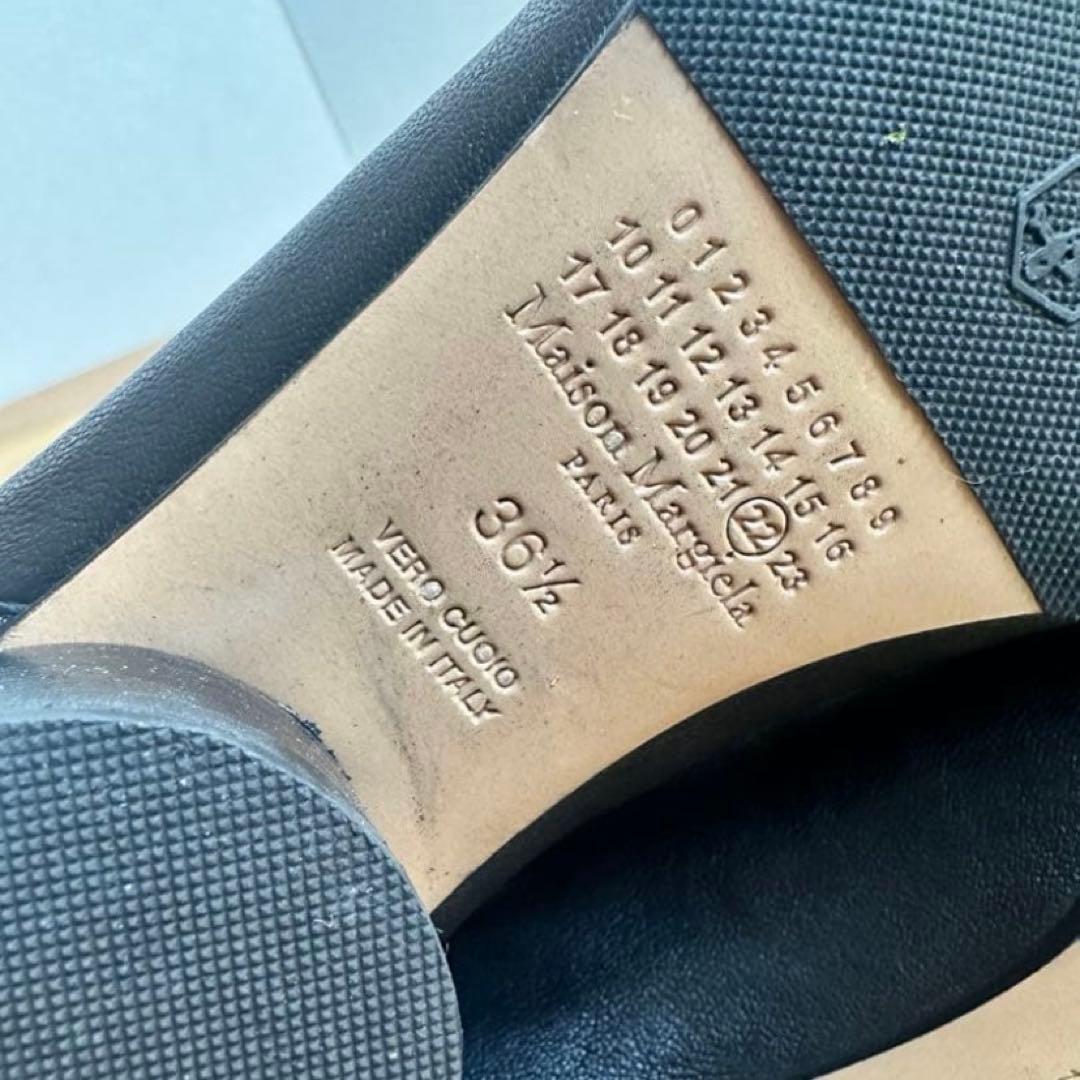 0 1 2 3 4 5 6 7 8 9
10 11 12 13 14 15 16
17 18 19 20 21 22 23
Maison Margiela
PARIS
36½
VERO CUOIO
MADE IN ITALY